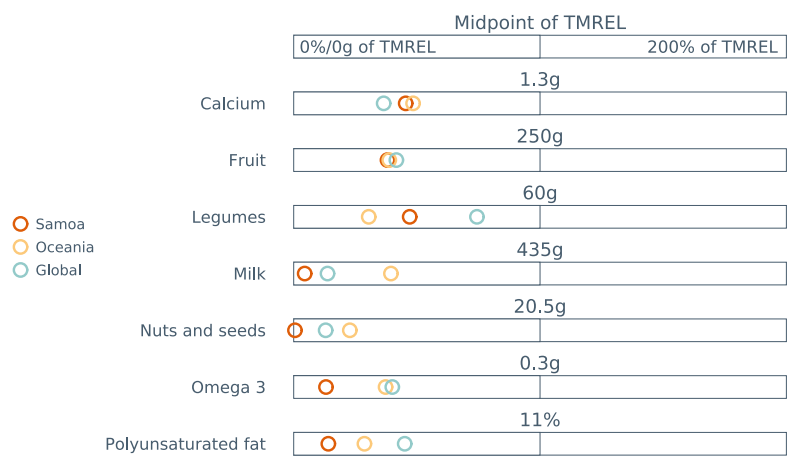 Midpoint of TMREL
0%/0g of TMREL
200% of TMREL
1.3g
Calcium
250g
Fruit
60g
Legumes
435g
Milk
20.5g
Nuts and seeds
0.3g
Omega 3
11%
Polyunsaturated fat
Samoa
Oceania
Global